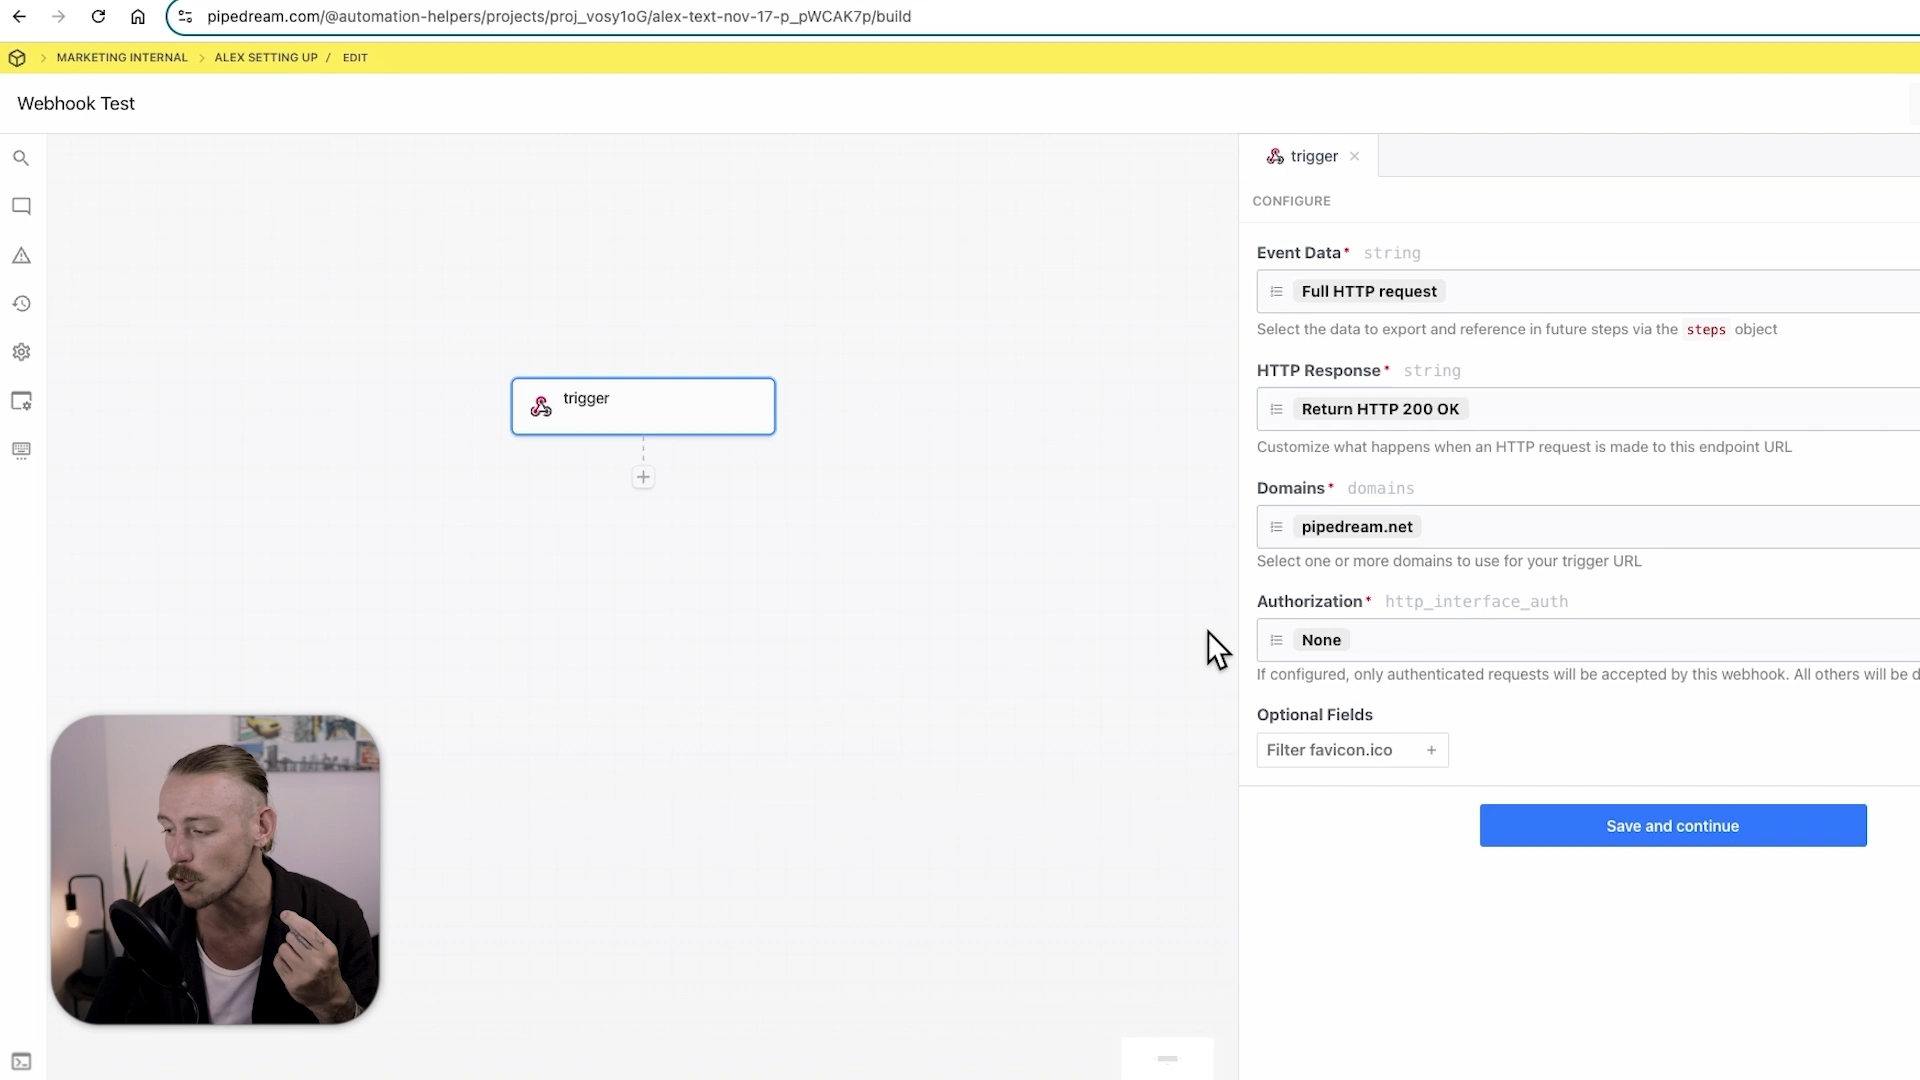 pipedream.com/@automation-helpers/projects/proj_vosy1oG/alex-text-nov-17-p_pWCAK7p/build
MARKETING INTERNAL > ALEX SETTING UP / EDIT
Webhook Test
trigger
trigger
CONFIGURE
Event Data* string
Full HTTP request
Select the data to export and reference in future steps via the steps object
HTTP Response* string
Return HTTP 200 OK
Customize what happens when an HTTP request is made to this endpoint URL
Domains* domains
pipedream.net
Select one or more domains to use for your trigger URL
Authorization* http_interface_auth
None
If configured, only authenticated requests will be accepted by this webhook. All others will be d
Optional Fields
Filter favicon.ico +
Save and continue